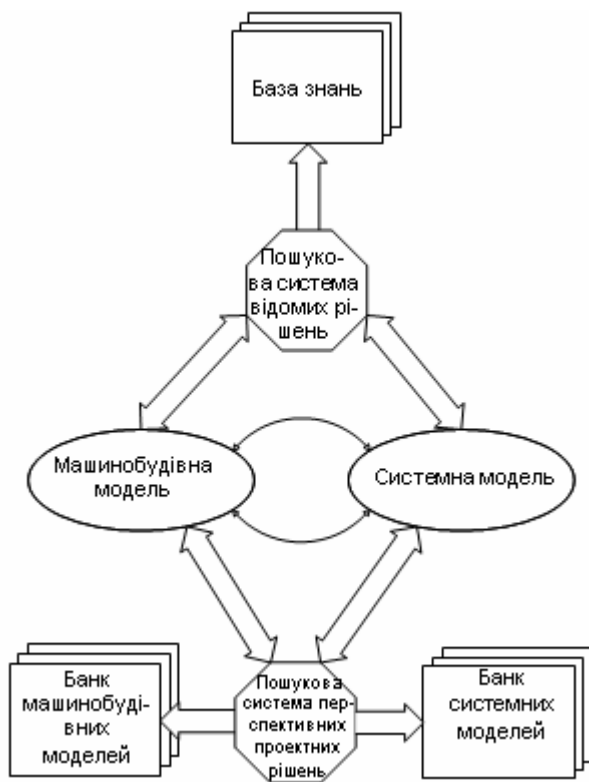 База знань
Пошуко-
ва система
відомих рі-
шень
Машинобудівна
модель
Системна модель
Банк
машинобуді-
вних
моделей
Пошукова
система пер-
спективних
проектних
рішень
Банк
системних
моделей